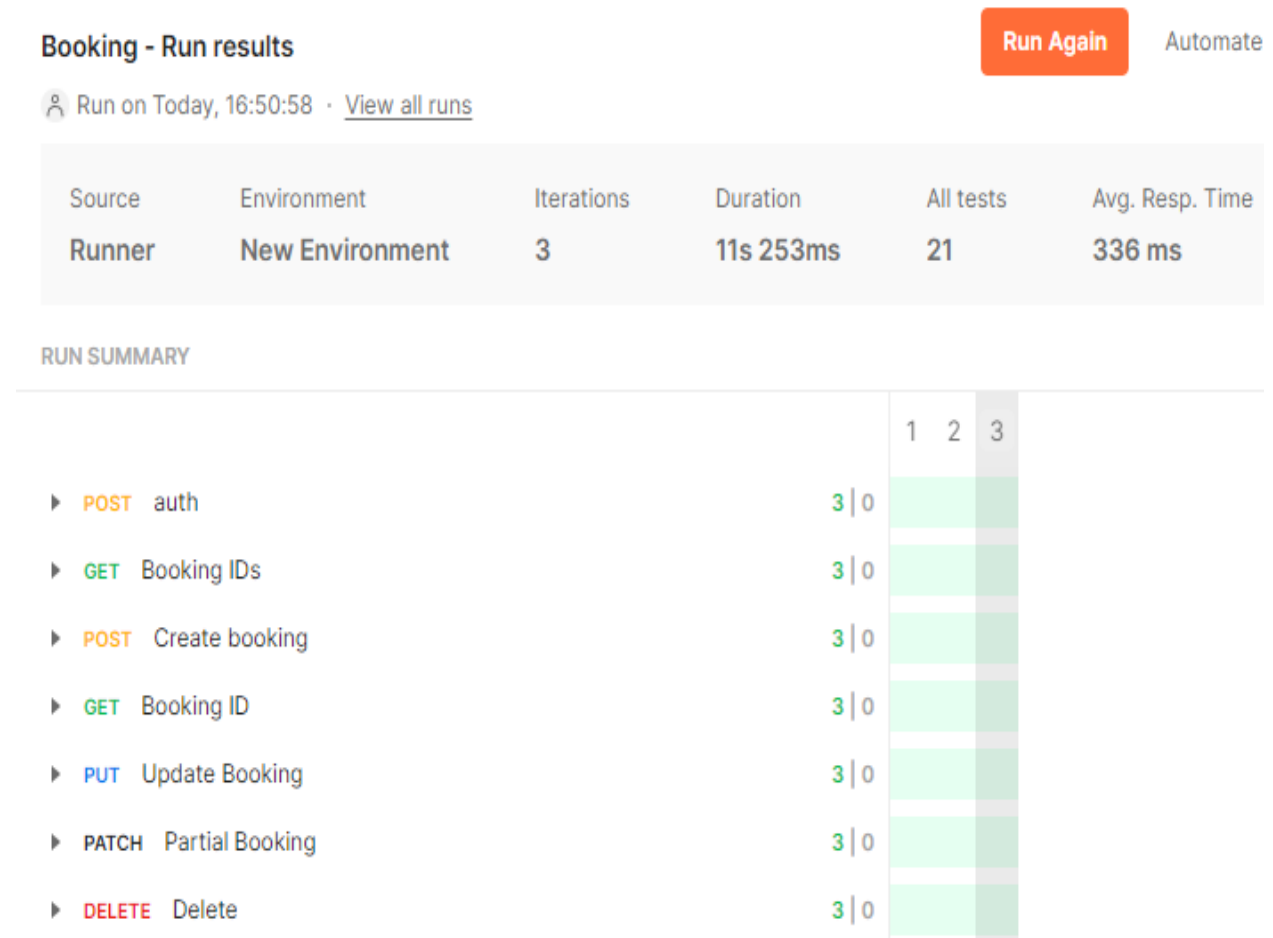 Booking - Run results
Run Again
Automate
Run on Today, 16:50:58 · View all runs
Source Environment Iterations Duration All tests Avg. Resp. Time
Runner New Environment 3 11s 253ms 21 336 ms
RUN SUMMARY
1 2 3
POST auth 3 | 0
GET Booking IDs 3 | 0
POST Create booking 3 | 0
GET Booking ID 3 | 0
PUT Update Booking 3 | 0
PATCH Partial Booking 3 | 0
DELETE Delete 3 | 0